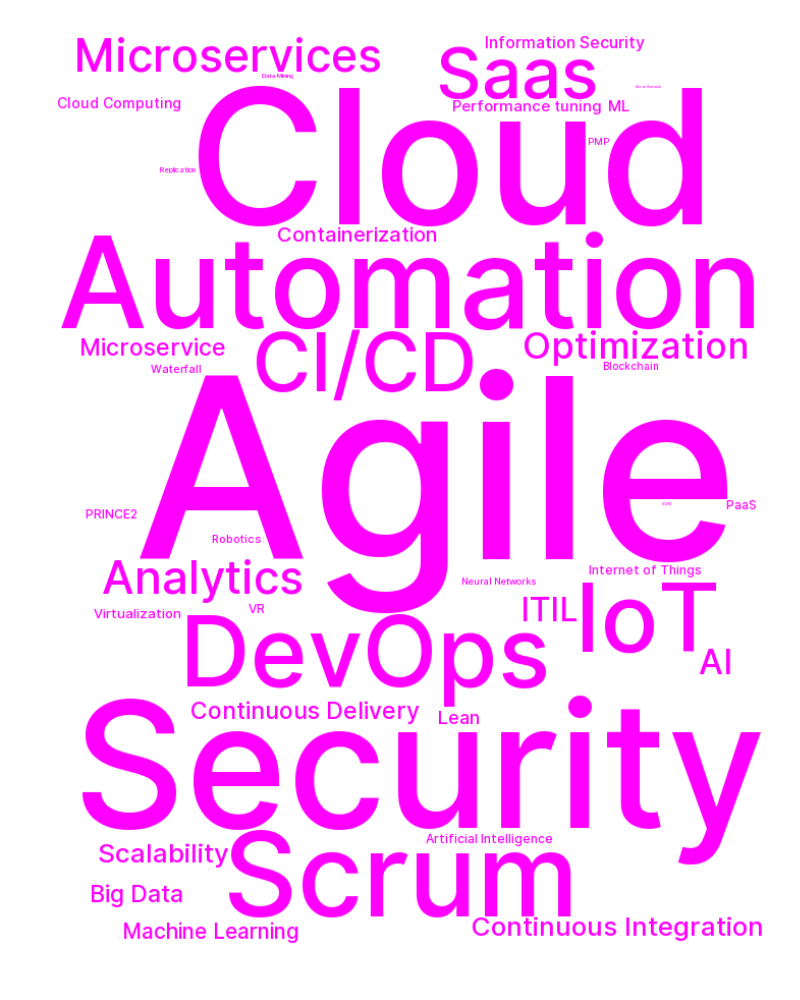 Microservices
Information Security
Saas
Data Mining
Cloud Computing
Performance tuning
ML
Cloud
PMP
Replication
Containerization
Automation
CI/CD
Microservice
Optimization
Waterfall
Blockchain
Agile
PRINCE2
PaaS
Robotics
Analytics
Internet of Things
Neural Networks
ITIL
IoT
VR
Virtualization
DevOps
AI
Continuous Delivery
Lean
Security
Scrum
Artificial Intelligence
Scalability
Big Data
Machine Learning
Continuous Integration